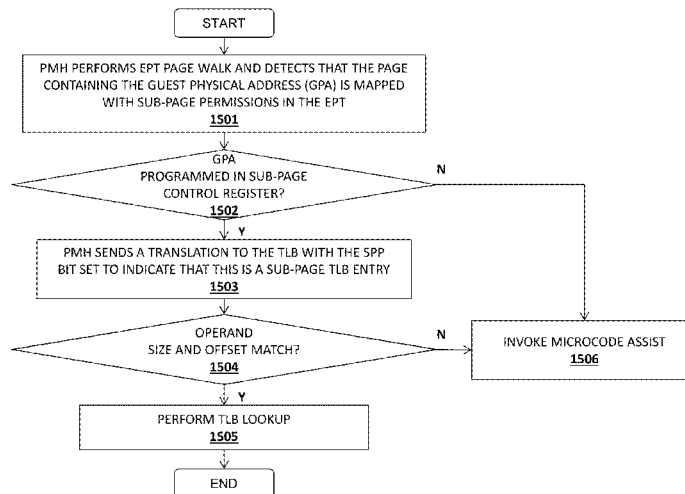 START
PMH PERFORMS EPT PAGE WALK AND DETECTS THAT THE PAGE
CONTAINING THE GUEST PHYSICAL ADDRESS (GPA) IS MAPPED
WITH SUB-PAGE PERMISSIONS IN THE EPT
1501
GPA
PROGRAMMED IN SUB-PAGE
CONTROL REGISTER?
1502
N
Y
PMH SENDS A TRANSLATION TO THE TLB WITH THE SPP
BIT SET TO INDICATE THAT THIS IS A SUB-PAGE TLB ENTRY
1503
OPERAND
SIZE AND OFFSET MATCH?
1504
N
INVOKE MICROCODE ASSIST
1506
Y
PERFORM TLB LOOKUP
1505
END